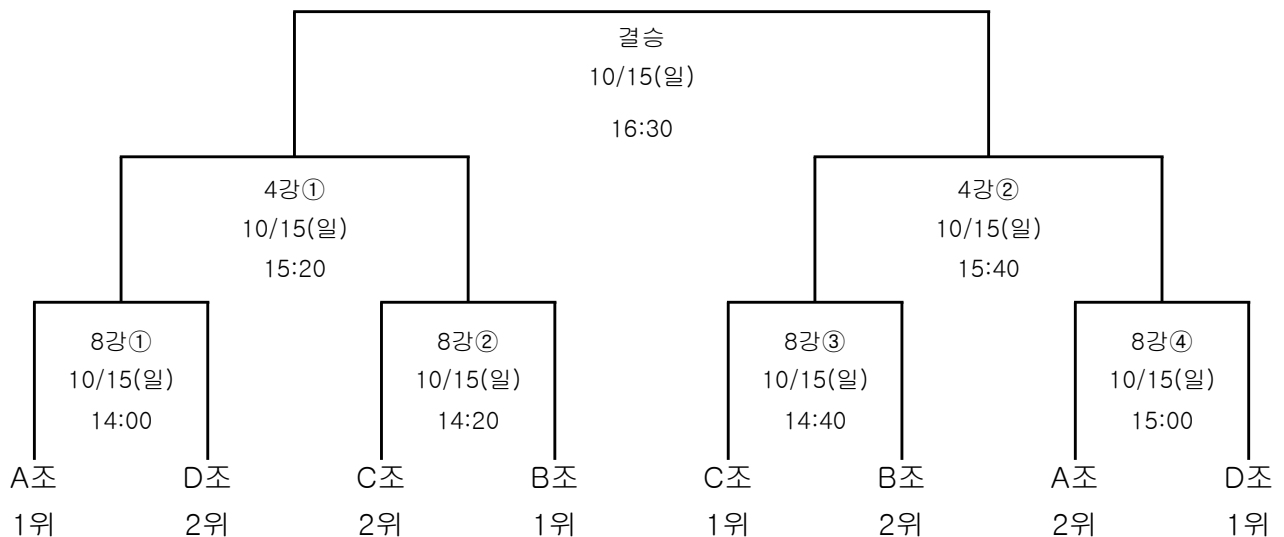 결승
10/15(일)
16:30
4강① 4강②
10/15(일) 10/15(일)
15:20 15:40
8강① 8강② 8강③ 8강④
10/15(일) 10/15(일) 10/15(일) 10/15(일)
14:00 14:20 14:40 15:00
A조 D조 C조 B조 C조 B조 A조 D조
1위 2위 2위 1위 1위 2위 2위 1위